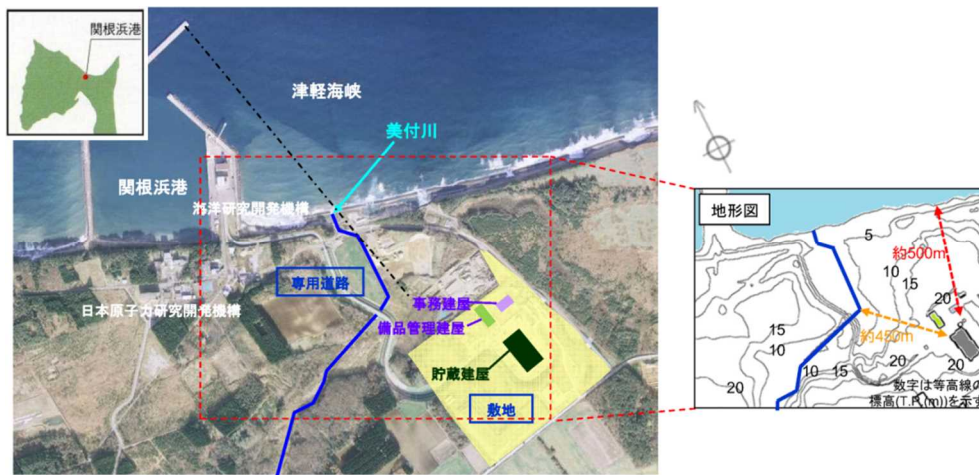 関根浜港
津軽海峡
美付川
関根浜港
海洋研究開発機構
専用道路
日本原子力研究開発機構
事務建屋
備品管理建屋
貯蔵建屋
敷地
地形図
5
約500m
10
10
15
20
20
約450m
15
10
20
10
15
20
20
数字は等高線の
標高(T.P.(m))を示す